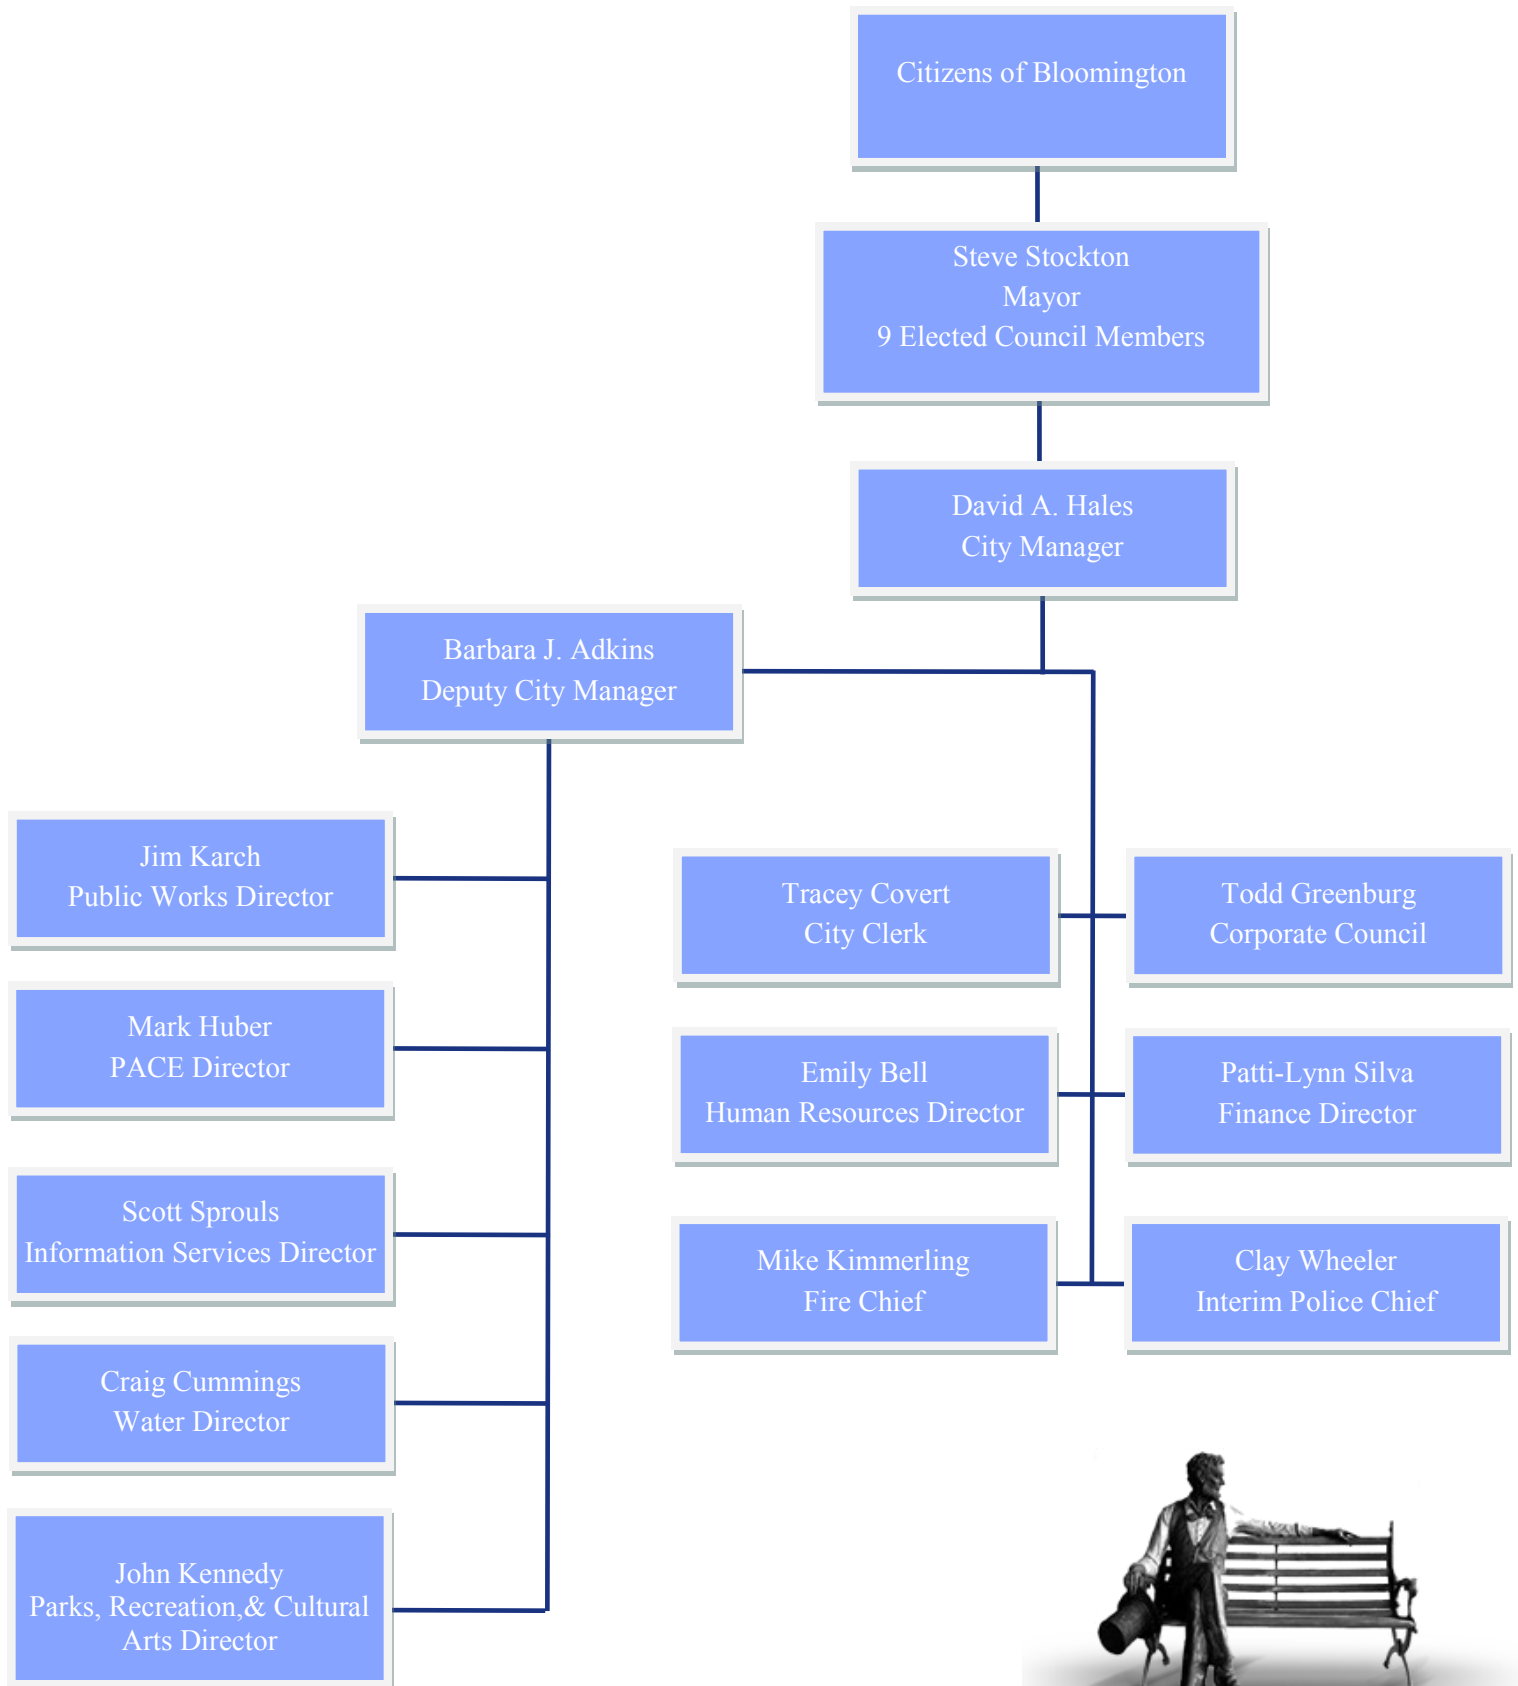 Citizens of Bloomington
Steve Stockton
Mayor
9 Elected Council Members
David A. Hales
City Manager
Barbara J. Adkins
Deputy City Manager
Jim Karch
Public Works Director
Mark Huber
PACE Director
Scott Sprouls
Information Services Director
Craig Cummings
Water Director
John Kennedy
Parks, Recreation,& Cultural
Arts Director
Tracey Covert
City Clerk
Todd Greenburg
Corporate Council
Emily Bell
Human Resources Director
Patti-Lynn Silva
Finance Director
Mike Kimmerling
Fire Chief
Clay Wheeler
Interim Police Chief